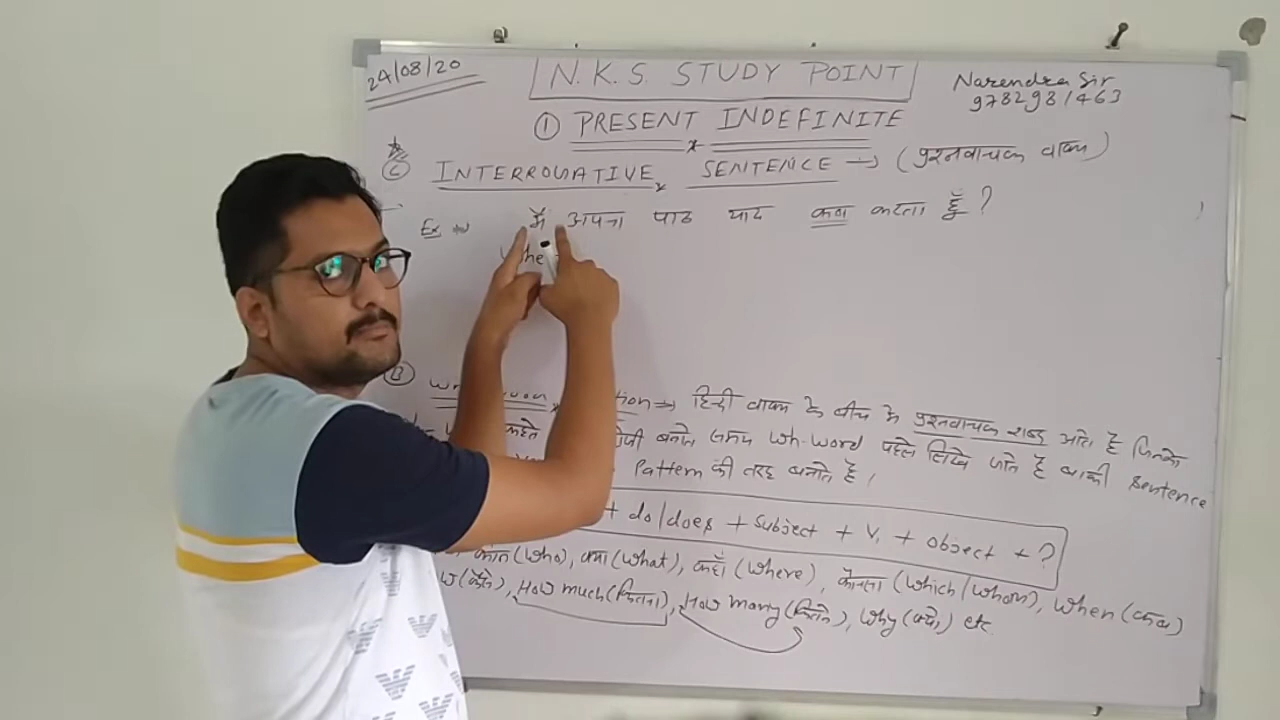 24/08/20
N.K.S. STUDY POINT
Narendra Sir
9782981463
① PRESENT INDEFINITE
(C) INTERROGATIVE SENTENCE → (प्रश्नवाचक वाक्य)
Ex → मैं अपना पाठ याद कब करता हूँ ?
Whe
(B) हिन्दी वाक्य के बीच में प्रश्नवाचक शब्द आते है जिनको
कहते बनाते समय Wh-word पहले लिखे जाते है बाकी Sentence
Pattern की तरह बनाते है।
+ do/does + Subject + V₁ + object + ?
कौन (Who), क्या (What), कहाँ (Where), कौनसा (Which/Whom), When (कब)
(कैसे), How much (कितना), How many (कितने), Why (क्यों) etc.